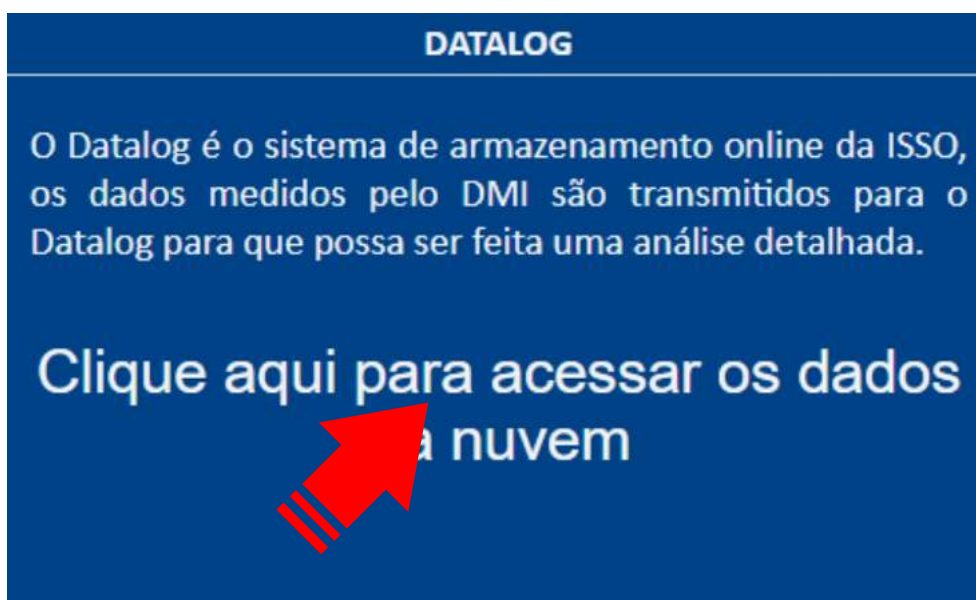 DATALOG
O Datalog é o sistema de armazenamento online da ISSO,
os dados medidos pelo DMI são transmitidos para o
Datalog para que possa ser feita uma análise detalhada.
Clique aqui para acessar os dados
nuvem